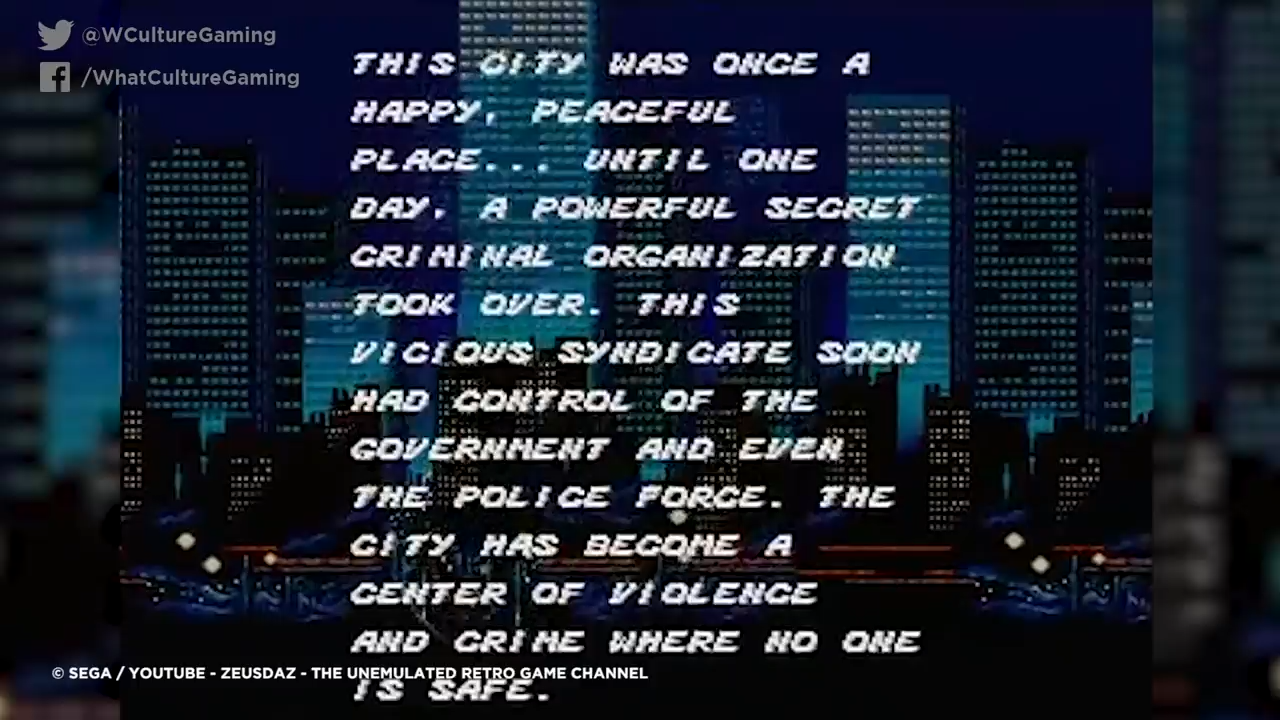 @WCultureGaming
/WhatCultureGaming
THIS CITY WAS ONCE A
HAPPY, PEACEFUL
PLACE... UNTIL ONE
DAY, A POWERFUL SECRET
CRIMINAL ORGANIZATION
TOOK OVER. THIS
VICIOUS SYNDICATE SOON
HAD CONTROL OF THE
GOVERNMENT AND EVEN
THE POLICE FORCE. THE
CITY HAS BECOME A
CENTER OF VIOLENCE
AND CRIME WHERE NO ONE
© SEGA / YOUTUBE - ZEUSDAZ - THE UNEMULATED RETRO GAME CHANNEL
IS SAFE.